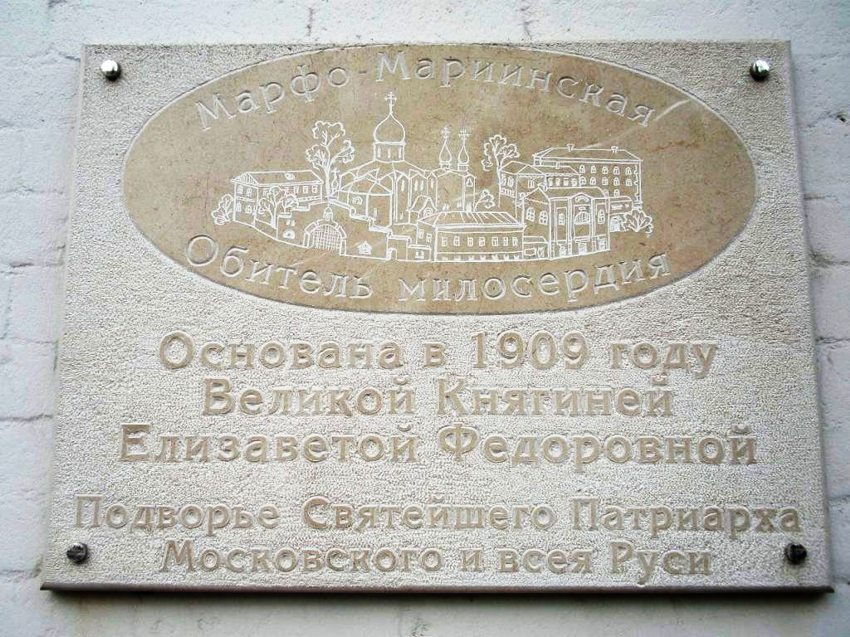 Марфо-Мариинская
Обитель милосердия
Основана в 1909 году
Великой Княгиней
Елизаветой Федоровной
Подворье Святейшего Патриарха
Московского и всея Руси